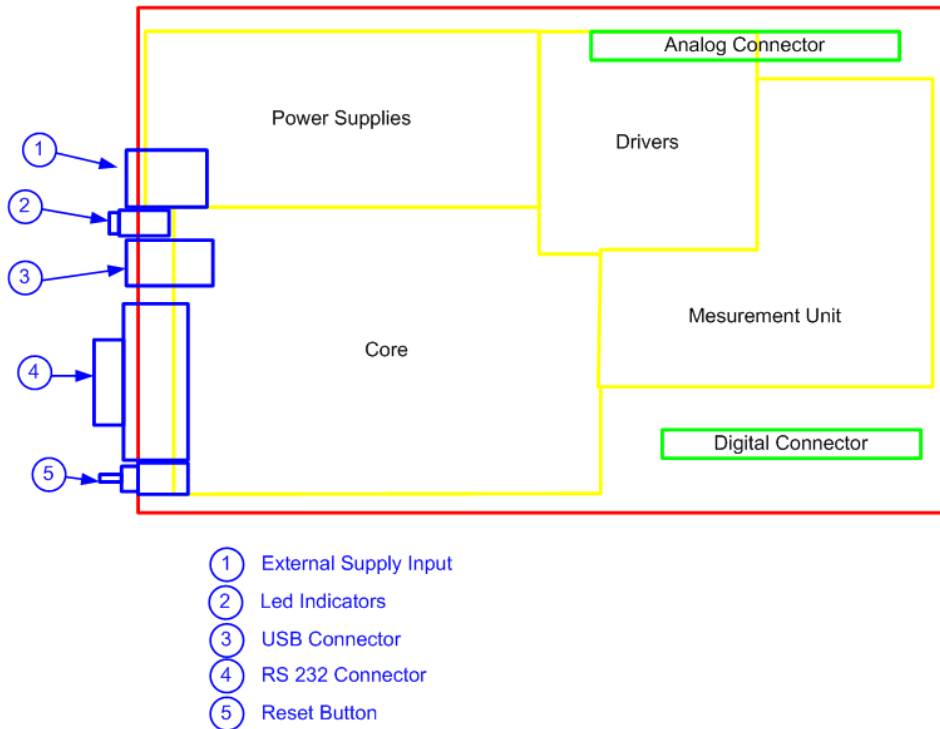 Analog Connector
Power Supplies
Drivers
1
2
3
Mesurement Unit
Core
4
Digital Connector
5
1 External Supply Input
2 Led Indicators
3 USB Connector
4 RS 232 Connector
5 Reset Button